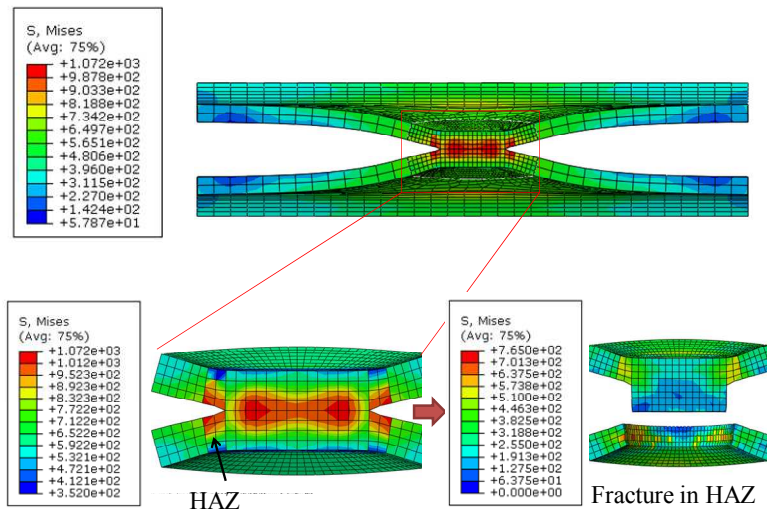 S, Mises
(Avg: 75%)
+1.072e+03
+9.878e+02
+9.033e+02
+8.188e+02
+7.342e+02
+6.497e+02
+5.651e+02
+4.806e+02
+3.960e+02
+3.115e+02
+2.270e+02
+1.424e+02
+5.787e+01
S, Mises
(Avg: 75%)
+1.072e+03
+1.012e+03
+9.523e+02
+8.923e+02
+8.323e+02
+7.722e+02
+7.122e+02
+6.522e+02
+5.922e+02
+5.321e+02
+4.721e+02
+4.121e+02
+3.520e+02
HAZ
S, Mises
(Avg: 75%)
+7.650e+02
+7.013e+02
+6.375e+02
+5.738e+02
+5.100e+02
+4.463e+02
+3.825e+02
+3.188e+02
+2.550e+02
+1.913e+02
+1.275e+02
+6.375e+01
+0.000e+00
Fracture in HAZ